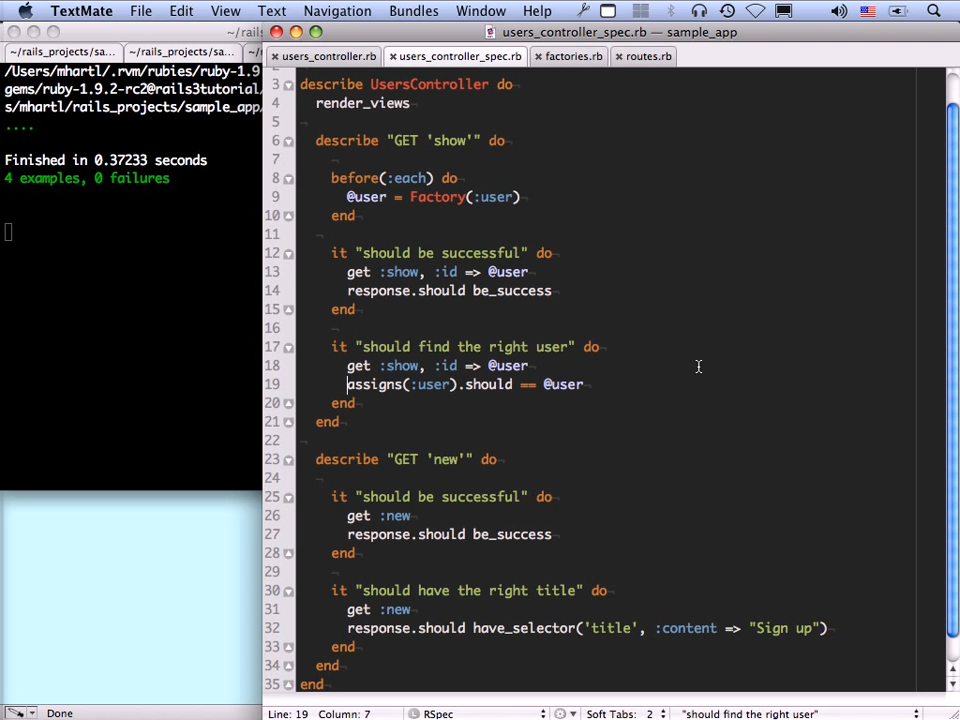 TextMate File Edit View Text Navigation Bundles Window Help
~/rails
users_controller_spec.rb — sample_app
~/rails_projects/sa... ~/rails_projects/sa...
users_controller.rb users_controller_spec.rb factories.rb routes.rb
/Users/mhartl/.rvm/rubies/ruby-1.9
gems/ruby-1.9.2-rc2@rails3tutorial/
s/mhartl/rails_projects/sample_app/
....
Finished in 0.37233 seconds
4 examples, 0 failures
3 describe UsersController do
4 render_views
5
6 describe "GET 'show'" do
7
8 before(:each) do
9 @user = Factory(:user)
10 end
11
12 it "should be successful" do
13 get :show, :id => @user
14 response.should be_success
15 end
16
17 it "should find the right user" do
18 get :show, :id => @user
19 assigns(:user).should == @user
20 end
21 end
22
23 describe "GET 'new'" do
24
25 it "should be successful" do
26 get :new
27 response.should be_success
28 end
29
30 it "should have the right title" do
31 get :new
32 response.should have_selector('title', :content => "Sign up")
33 end
34 end
35 end
Done
Line: 19 Column: 7 L RSpec Soft Tabs: 2 "should find the right user"